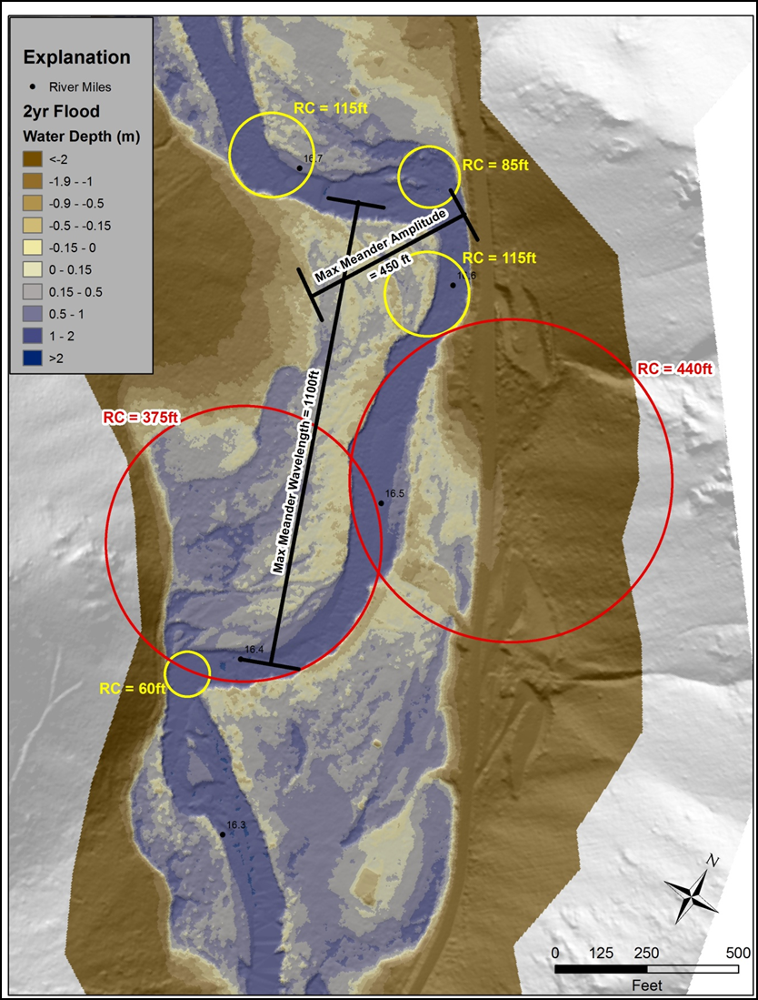 Explanation
River Miles
2yr Flood
Water Depth (m)
<-2
-1.9 - -1
-0.9 - -0.5
-0.5 - -0.15
-0.15 - 0
0 - 0.15
0.15 - 0.5
0.5 - 1
1 - 2
>2
RC = 115ft
16.7
RC = 85ft
Max Meander Amplitude
= 450 ft
RC = 115ft
RC = 440ft
Max Meander Wavelength = 1100ft
RC = 375ft
16.5
16.4
RC = 60ft
16.3
N
0 125 250 500
Feet